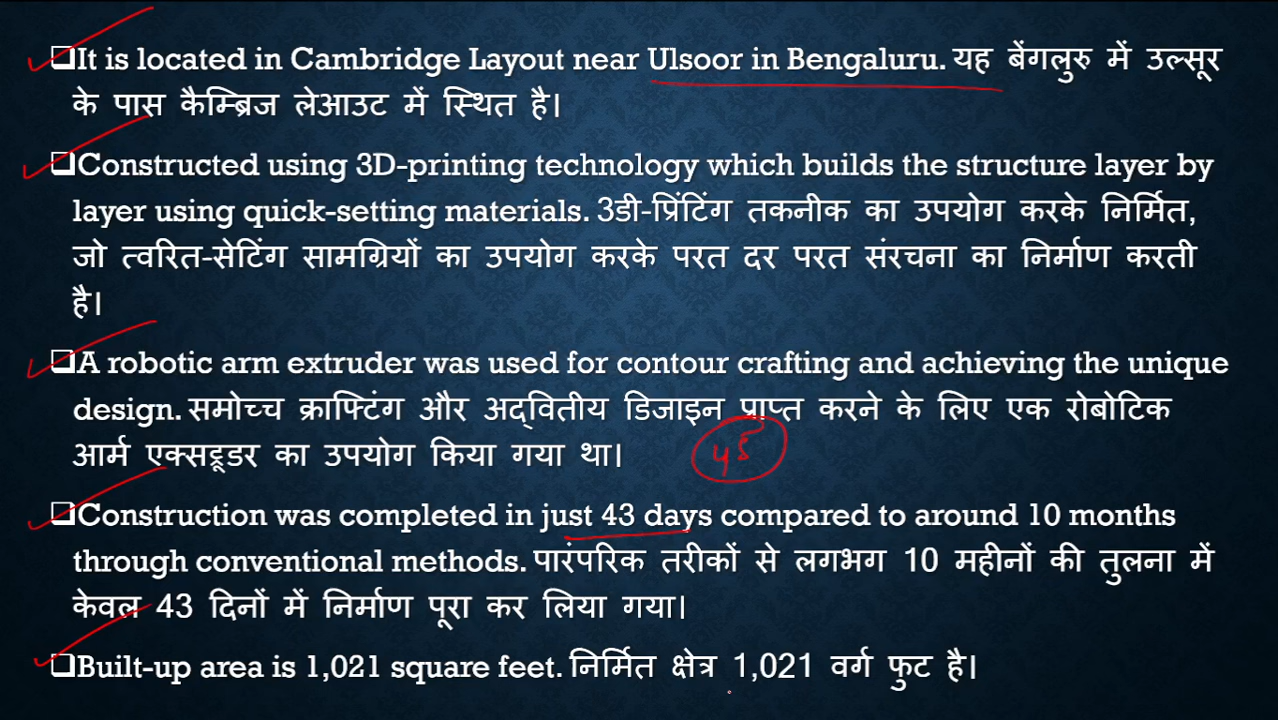 It is located in Cambridge Layout near Ulsoor in Bengaluru. यह बेंगलुरु में उल्सूर
के पास कैम्ब्रिज लेआउट में स्थित है।
Constructed using 3D-printing technology which builds the structure layer by
layer using quick-setting materials. 3डी-प्रिंटिंग तकनीक का उपयोग करके निर्मित,
जो त्वरित-सेटिंग सामग्रियों का उपयोग करके परत दर परत संरचना का निर्माण करती
है।
A robotic arm extruder was used for contour crafting and achieving the unique
design. समोच्च क्राफ्टिंग और अद्वितीय डिजाइन प्राप्त करने के लिए एक रोबोटिक
आर्म एक्सट्रूडर का उपयोग किया गया था।
Construction was completed in just 43 days compared to around 10 months
through conventional methods. पारंपरिक तरीकों से लगभग 10 महीनों की तुलना में
केवल 43 दिनों में निर्माण पूरा कर लिया गया।
Built-up area is 1,021 square feet. निर्मित क्षेत्र 1,021 वर्ग फुट है।